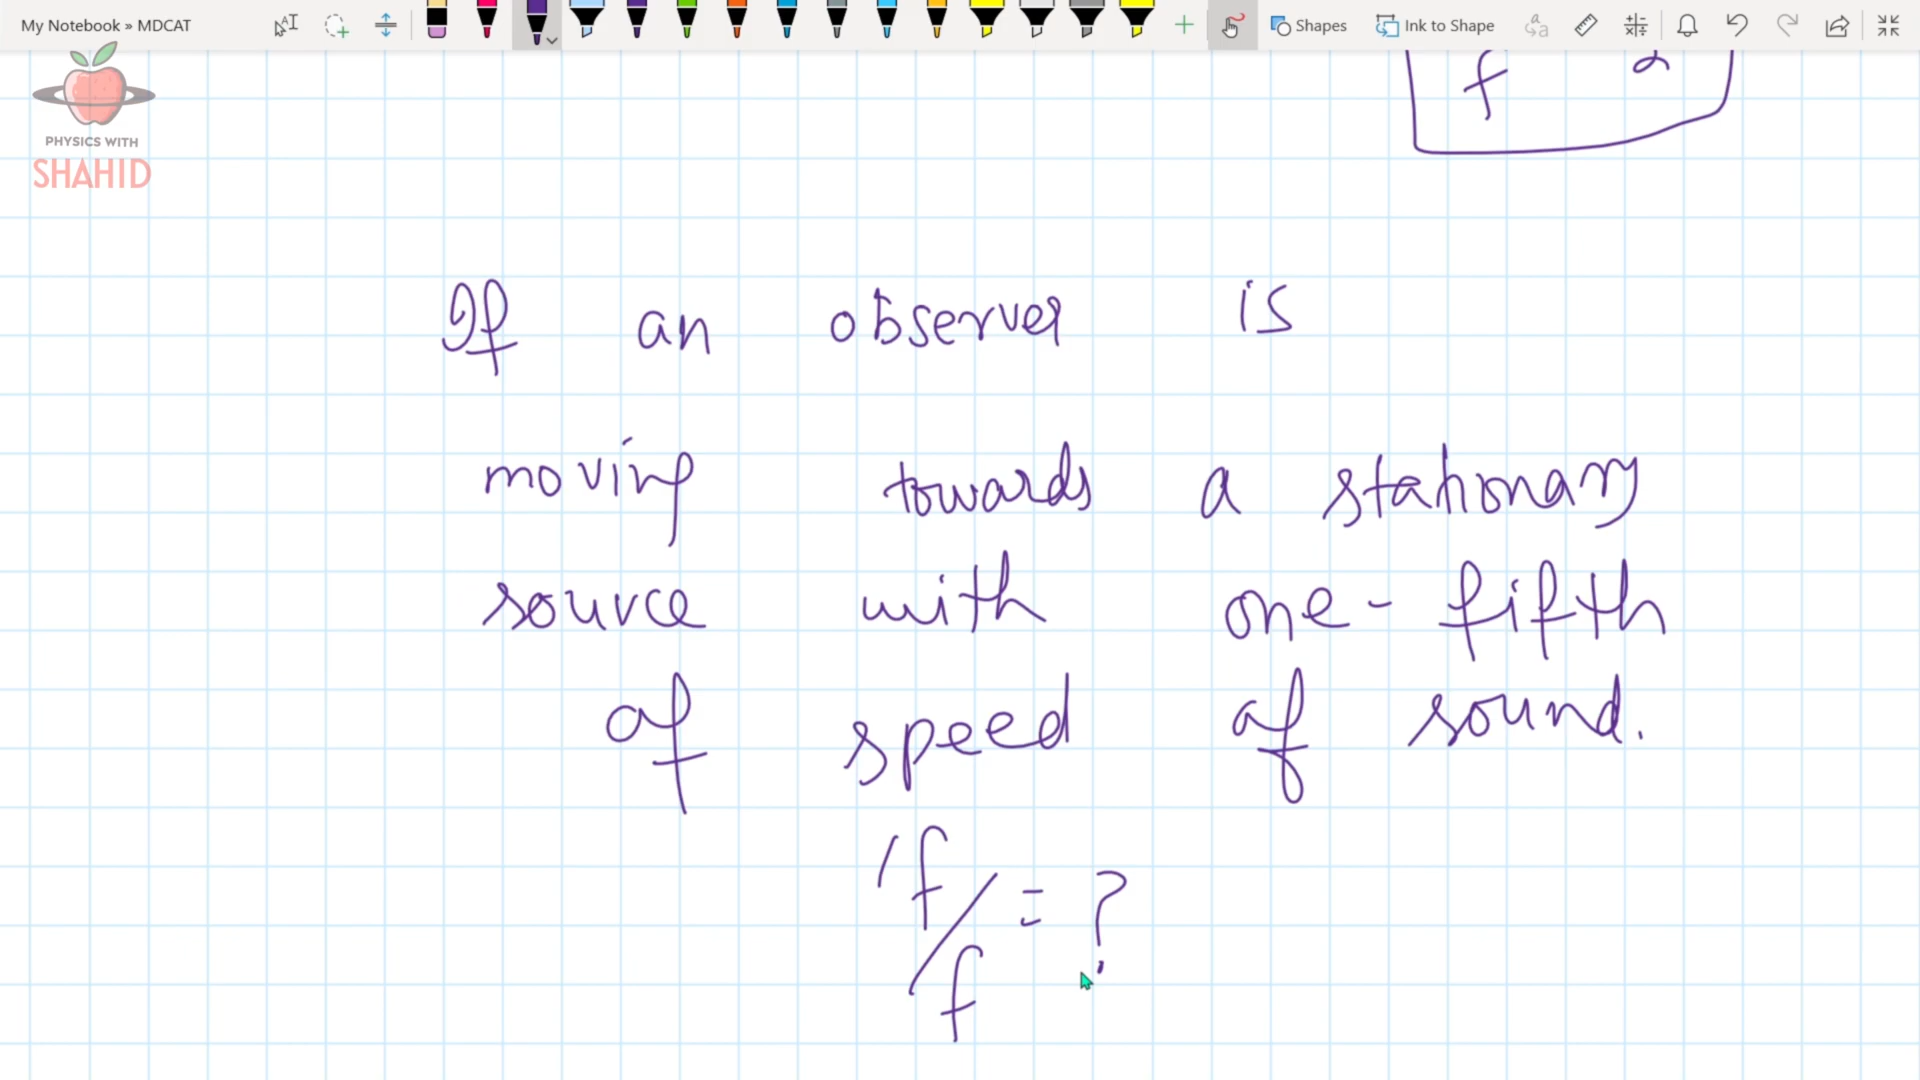 My Notebook » MDCAT
Shapes
Ink to Shape
PHYSICS WITH
SHAHID
f 2
If an observer is
moving towards a stationary
source with one-fifth
of speed of sound.
'f/f = ?